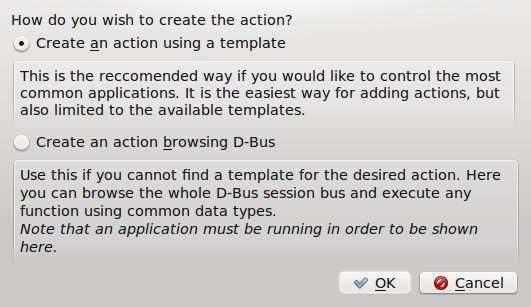 How do you wish to create the action?
Create an action using a template
This is the reccomended way if you would like to control the most
common applications. It is the easiest way for adding actions, but
also limited to the available templates.
Create an action browsing D-Bus
Use this if you cannot find a template for the desired action. Here
you can browse the whole D-Bus session bus and execute any
function using common data types.
Note that an application must be running in order to be shown
here.
OK
Cancel